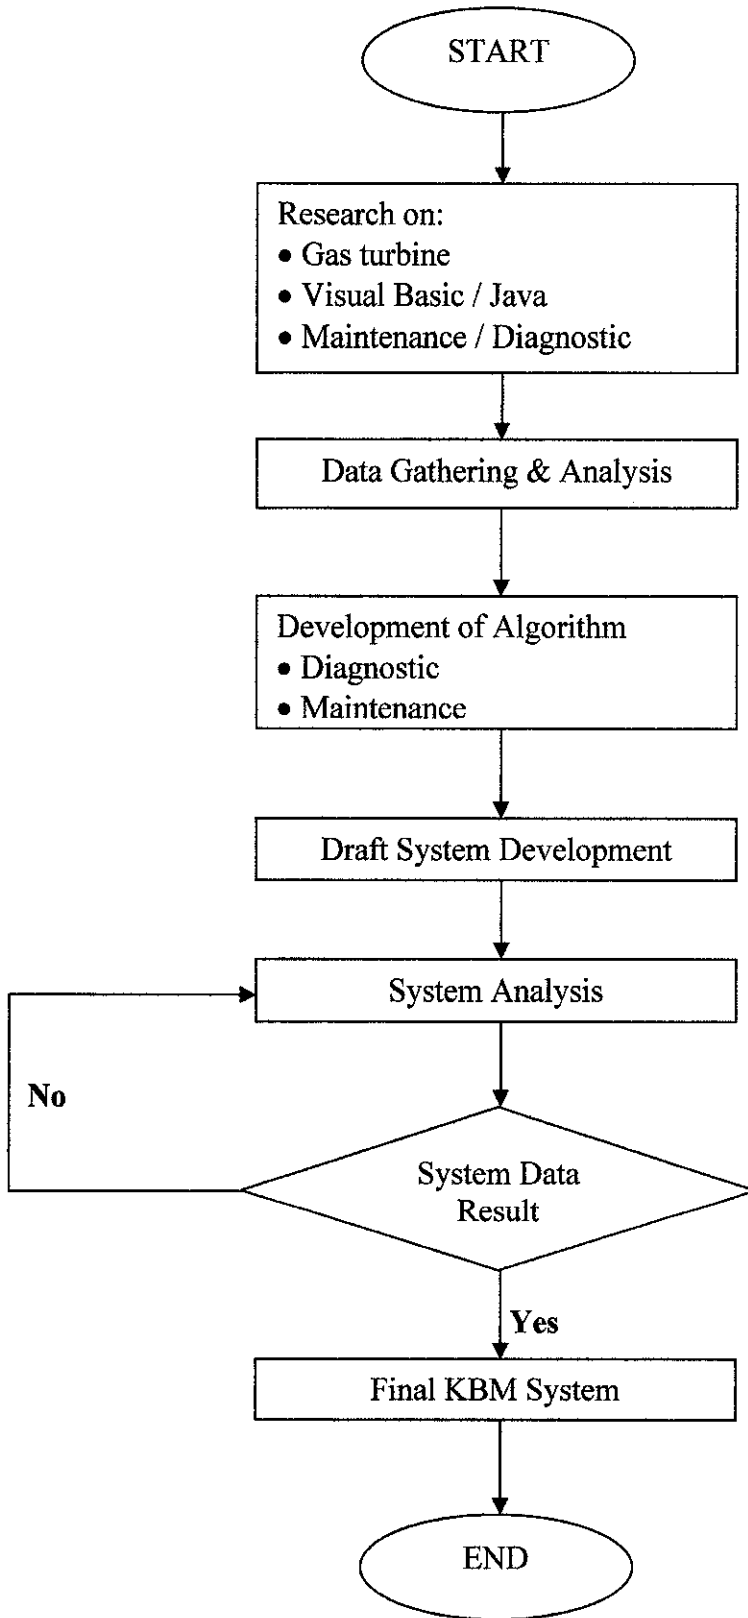 START
Research on:
• Gas turbine
• Visual Basic / Java
• Maintenance / Diagnostic
Data Gathering & Analysis
Development of Algorithm
• Diagnostic
• Maintenance
Draft System Development
System Analysis
No
System Data
Result
Yes
Final KBM System
END